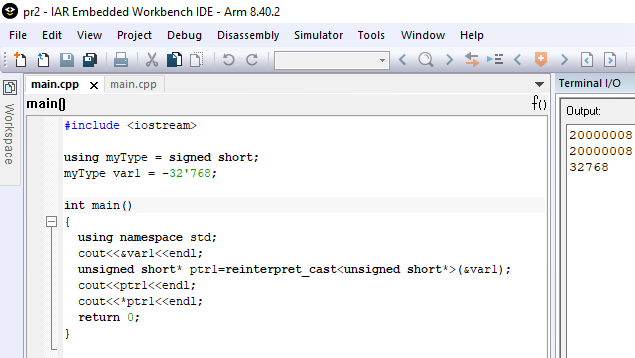 pr2 - IAR Embedded Workbench IDE - Arm 8.40.2
File Edit View Project Debug Disassembly Simulator Tools Window Help
main.cpp x main.cpp
Terminal I/O
main()
f()
Workspace
#include <iostream>
using myType = signed short;
myType var1 = -32'768;
int main()
{
using namespace std;
cout<<&var1<<endl;
unsigned short* ptr1=reinterpret_cast<unsigned short*>(&var1);
cout<<ptr1<<endl;
cout<<*ptr1<<endl;
return 0;
}
Output:
20000008
20000008
32768